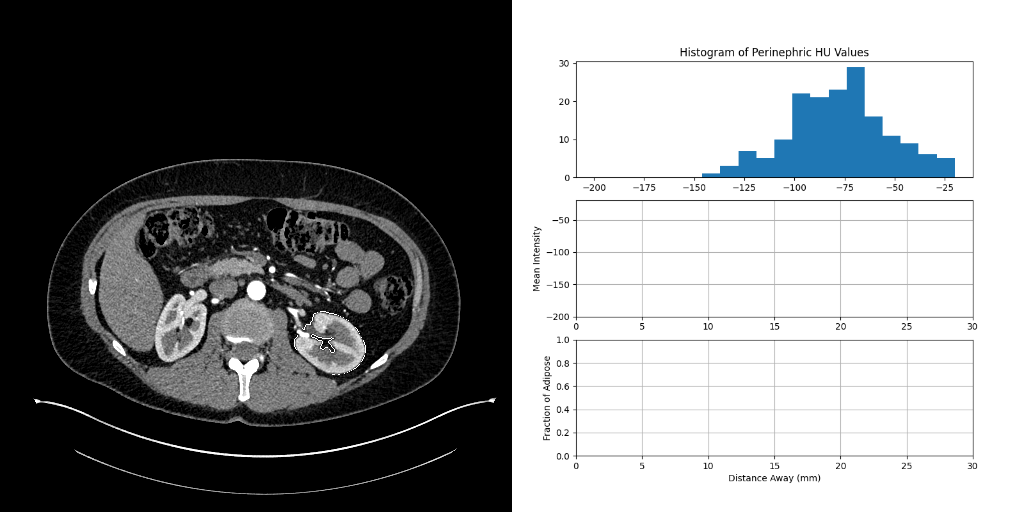 Histogram of Perinephric HU Values
30
20
10
0
−200 −175 −150 −125 −100 −75 −50 −25
Mean Intensity
−50
−100
−150
−200
0 5 10 15 20 25 30
Fraction of Adipose
1.0
0.8
0.6
0.4
0.2
0.0
0 5 10 15 20 25 30
Distance Away (mm)